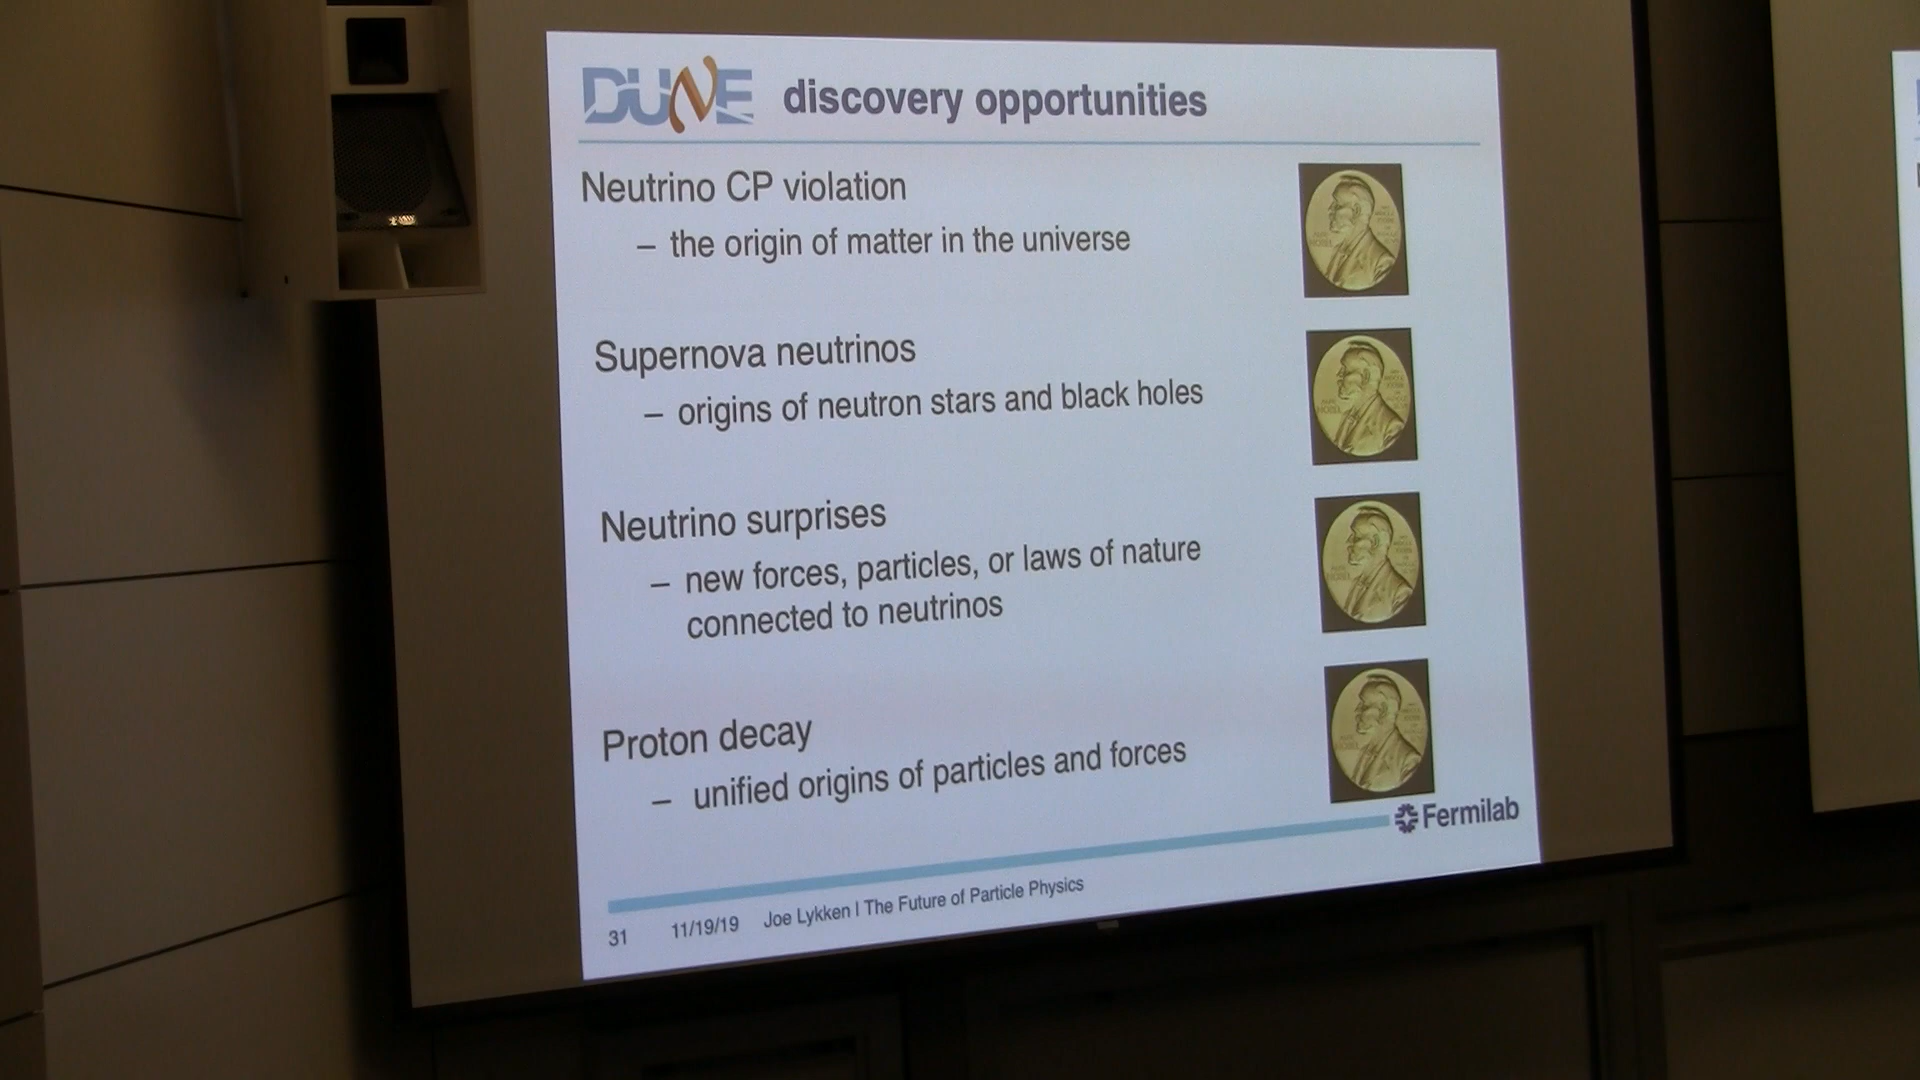 DUNE discovery opportunities
Neutrino CP violation
– the origin of matter in the universe
Supernova neutrinos
– origins of neutron stars and black holes
Neutrino surprises
– new forces, particles, or laws of nature
connected to neutrinos
Proton decay
– unified origins of particles and forces
Fermilab
31 11/19/19 Joe Lykken | The Future of Particle Physics